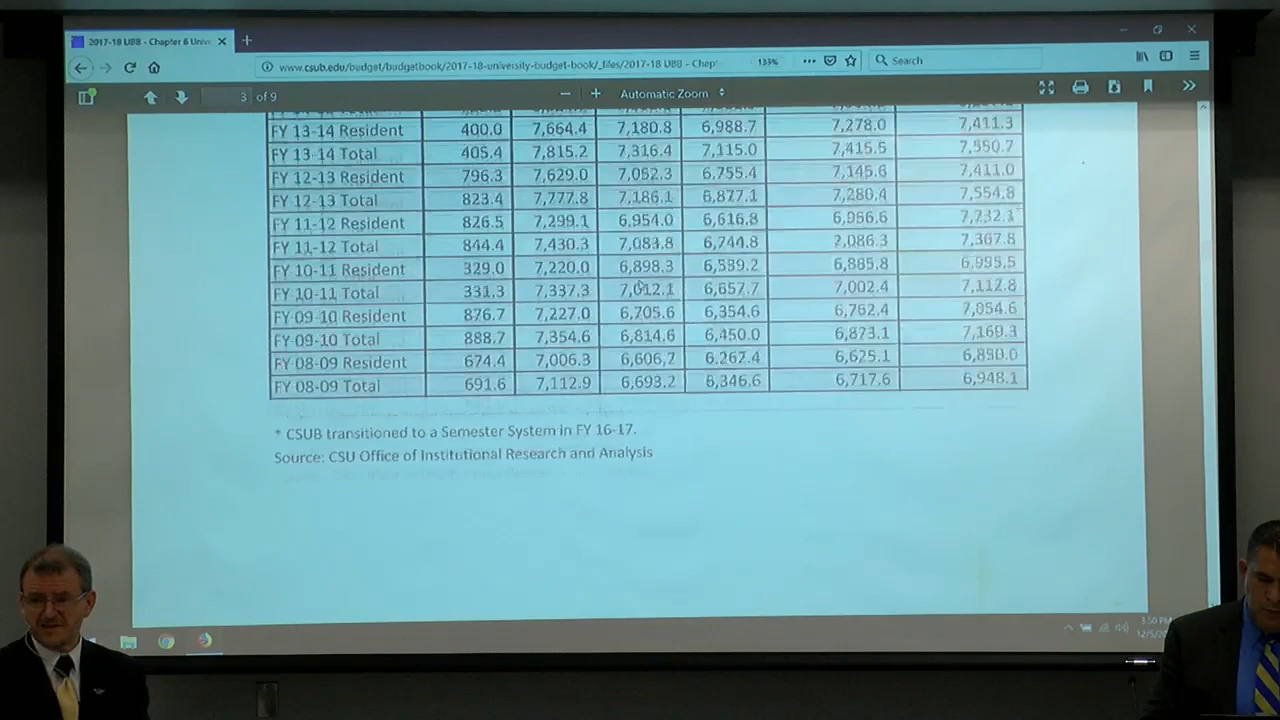 2017-18 UBB - Chapter 6 Univ
www.csub.edu/budget/budgetbook/2017-18-university-budget-book/_files/2017-18 UBB - Chapt
133%
Search
3 of 9
Automatic Zoom
FY 13-14 Resident 400.0 7,664.4 7,180.8 6,988.7 7,278.0 7,411.3
FY 13-14 Total 405.4 7,815.2 7,316.4 7,115.0 7,415.5 7,550.7
FY 12-13 Resident 796.3 7,629.0 7,052.3 6,755.4 7,145.6 7,411.0
FY 12-13 Total 823.4 7,777.8 7,186.1 6,877.1 7,280.4 7,554.8
FY 11-12 Resident 826.5 7,299.1 6,954.0 6,616.8 6,956.6 7,232.1
FY 11-12 Total 844.4 7,430.3 7,083.8 6,744.8 7,367.8
FY 10-11 Resident 329.0 7,220.0 6,898.3 6,539.2 6,885.8 6,995.5
FY 10-11 Total 331.3 7,337.3 7,012.1 6,657.7 7,002.4 7,112.8
FY 09-10 Resident 876.7 7,227.0 6,705.6 6,354.6 6,762.4 7,054.6
FY 09-10 Total 888.7 7,354.6 6,814.6 6,450.0 6,873.1 7,169.3
FY 08-09 Resident 674.4 7,006.3 6,606.2 6,267.4 6,625.1
FY 08-09 Total 691.6 7,112.9 6,693.2 6,346.6 6,717.6 6,948.1
* CSUB transitioned to a Semester System in FY 16-17.
Source: CSU Office of Institutional Research and Analysis
3:50 PM